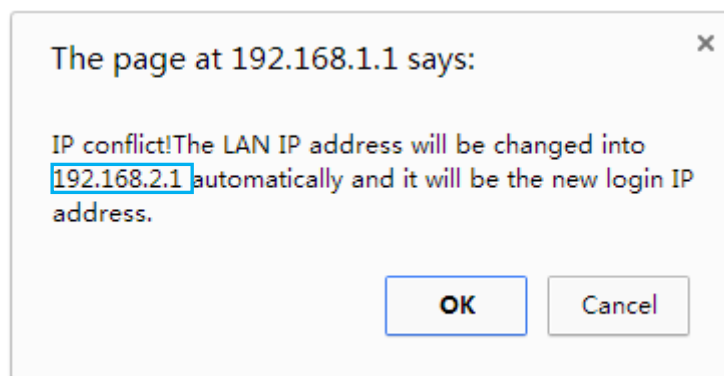 The page at 192.168.1.1 says:
IP conflict!The LAN IP address will be changed into
192.168.2.1 automatically and it will be the new login IP
address.
OK
Cancel